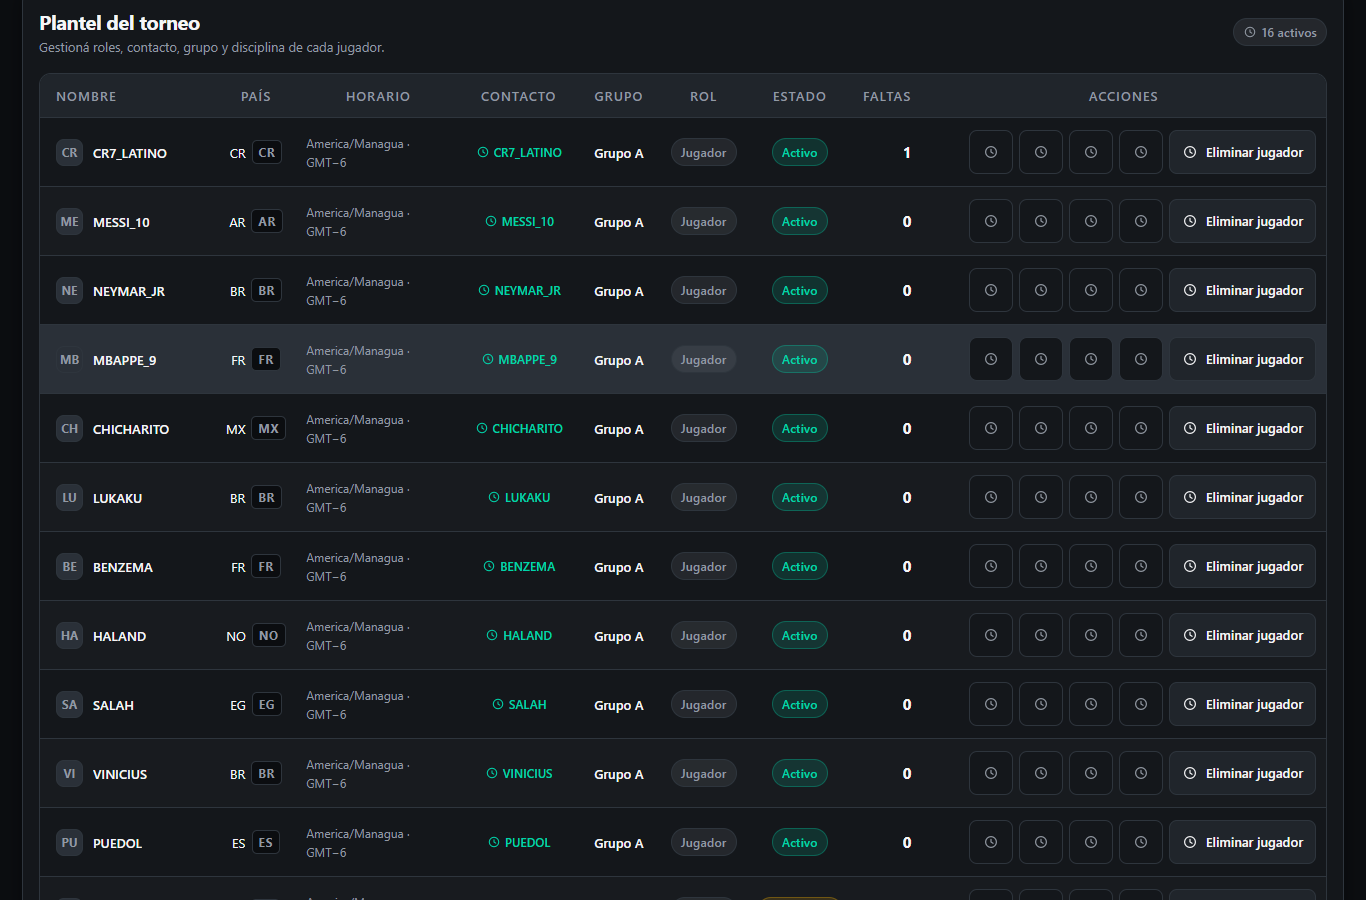 Plantel del torneo
Gestioná roles, contacto, grupo y disciplina de cada jugador.
16 activos
NOMBRE PAÍS HORARIO CONTACTO GRUPO ROL ESTADO FALTAS ACCIONES
CR CR7_LATINO CR CR America/Managua · GMT−6 CR7_LATINO Grupo A Jugador Activo 1 Eliminar jugador
ME MESSI_10 AR AR America/Managua · GMT−6 MESSI_10 Grupo A Jugador Activo 0 Eliminar jugador
NE NEYMAR_JR BR BR America/Managua · GMT−6 NEYMAR_JR Grupo A Jugador Activo 0 Eliminar jugador
MB MBAPPE_9 FR FR America/Managua · GMT−6 MBAPPE_9 Grupo A Jugador Activo 0 Eliminar jugador
CH CHICHARITO MX MX America/Managua · GMT−6 CHICHARITO Grupo A Jugador Activo 0 Eliminar jugador
LU LUKAKU BR BR America/Managua · GMT−6 LUKAKU Grupo A Jugador Activo 0 Eliminar jugador
BE BENZEMA FR FR America/Managua · GMT−6 BENZEMA Grupo A Jugador Activo 0 Eliminar jugador
HA HALAND NO NO America/Managua · GMT−6 HALAND Grupo A Jugador Activo 0 Eliminar jugador
SA SALAH EG EG America/Managua · GMT−6 SALAH Grupo A Jugador Activo 0 Eliminar jugador
VI VINICIUS BR BR America/Managua · GMT−6 VINICIUS Grupo A Jugador Activo 0 Eliminar jugador
PU PUEDOL ES ES America/Managua · GMT−6 PUEDOL Grupo A Jugador Activo 0 Eliminar jugador